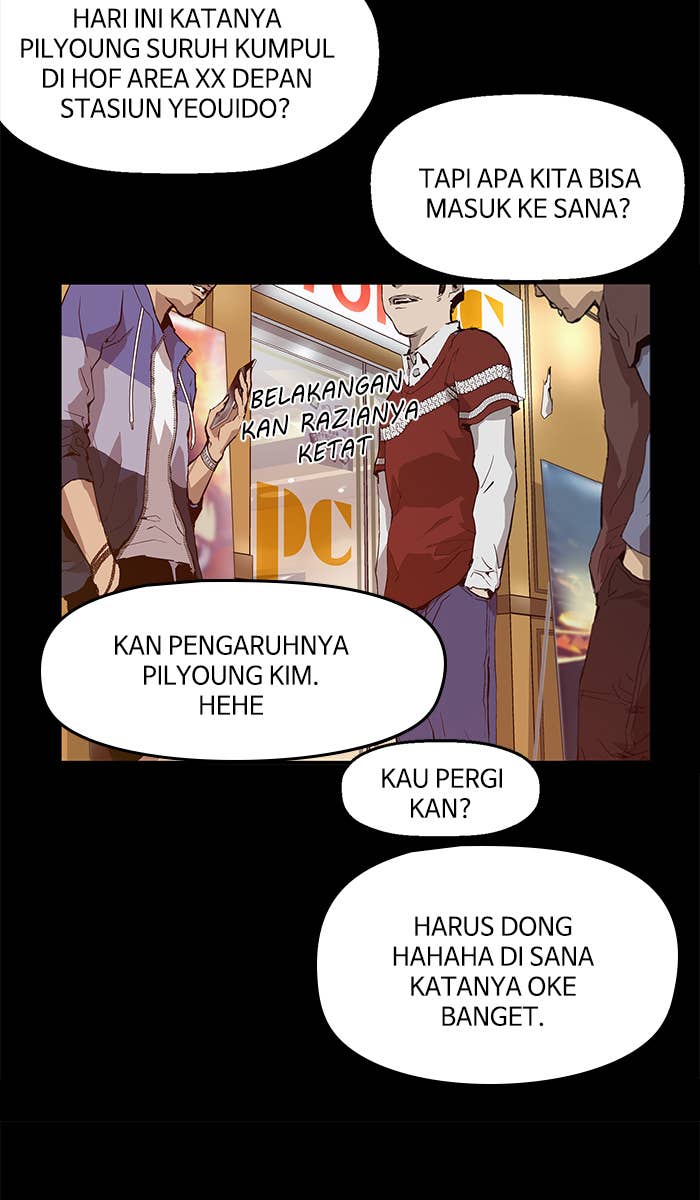 HARI INI KATANYA
PILYOUNG SURUH KUMPUL
DI HOF AREA XX DEPAN
STASIUN YEOUIDO?
TAPI APA KITA BISA
MASUK KE SANA?
BELAKANGAN
KAN RAZIANYA
KETAT
PC
KAN PENGARUHNYA
PILYOUNG KIM.
HEHE
KAU PERGI
KAN?
HARUS DONG
HAHAHA DI SANA
KATANYA OKE
BANGET.